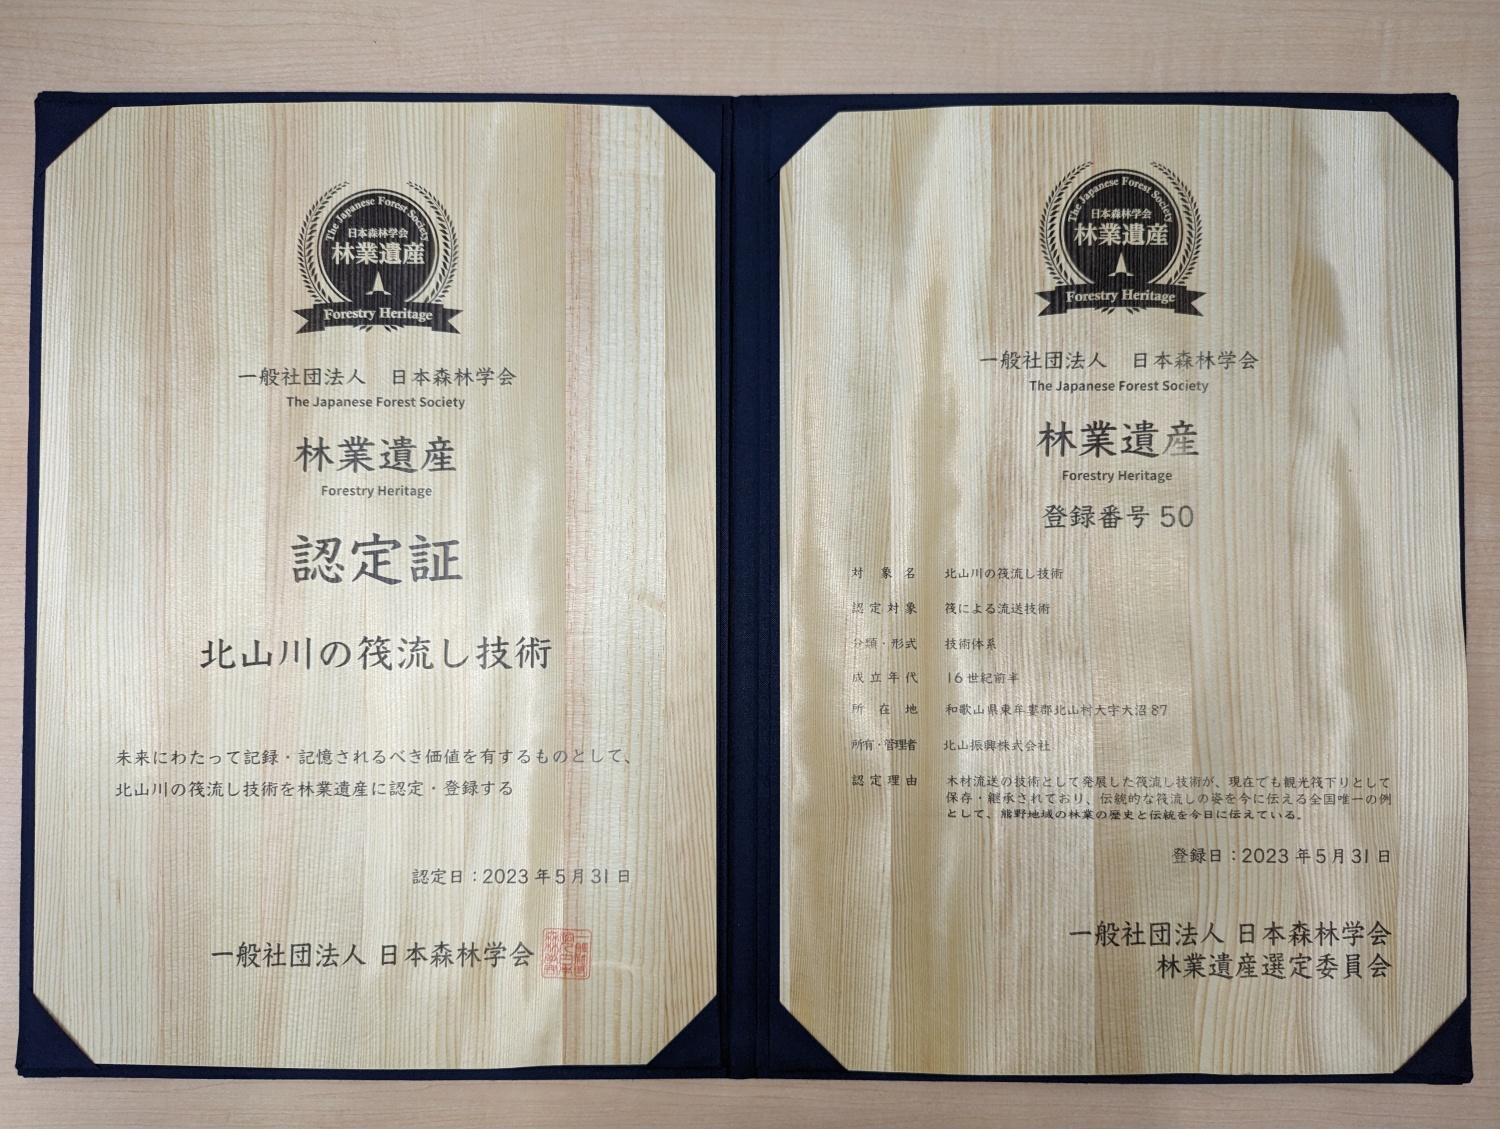 The Japanese Forest Society
日本森林学会
林業遺産
Forestry Heritage
一般社団法人 日本森林学会
The Japanese Forest Society
林業遺産
Forestry Heritage
認定証
北山川の筏流し技術
未来にわたって記録・記憶されるべき価値を有するものとして、
北山川の筏流し技術を林業遺産に認定・登録する
認定日：2023 年 5 月 31 日
一般社団法人 日本森林学会
The Japanese Forest Society
日本森林学会
林業遺産
Forestry Heritage
一般社団法人 日本森林学会
The Japanese Forest Society
林業遺産
Forestry Heritage
登録番号 50
対象名 北山川の筏流し技術
認定対象 筏による流送技術
分類・形式 技術体系
成立年代 16 世紀前半
所在地 和歌山県東牟婁郡北山村大字大沼 87
所有・管理者 北山振興株式会社
認定理由 木材流送の技術として発展した筏流し技術が、現在でも観光筏下りとして
保存・継承されており、伝統的な筏流しの姿を今に伝える全国唯一の例
として、熊野地域の林業の歴史と伝統を今日に伝えている。
登録日：2023 年 5 月 31 日
一般社団法人 日本森林学会
林業遺産選定委員会